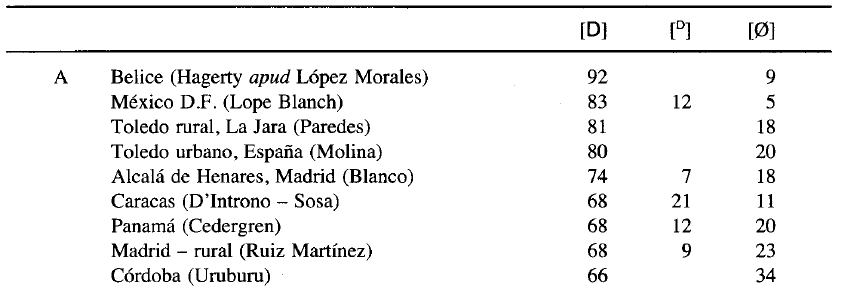 [D] [ᴰ] [Ø]
A Belice (Hagerty apud López Morales) 92 9
México D.F. (Lope Blanch) 83 12 5
Toledo rural, La Jara (Paredes) 81 18
Toledo urbano, España (Molina) 80 20
Alcalá de Henares, Madrid (Blanco) 74 7 18
Caracas (D'Introno – Sosa) 68 21 11
Panamá (Cedergren) 68 12 20
Madrid – rural (Ruiz Martínez) 68 9 23
Córdoba (Uruburu) 66 34